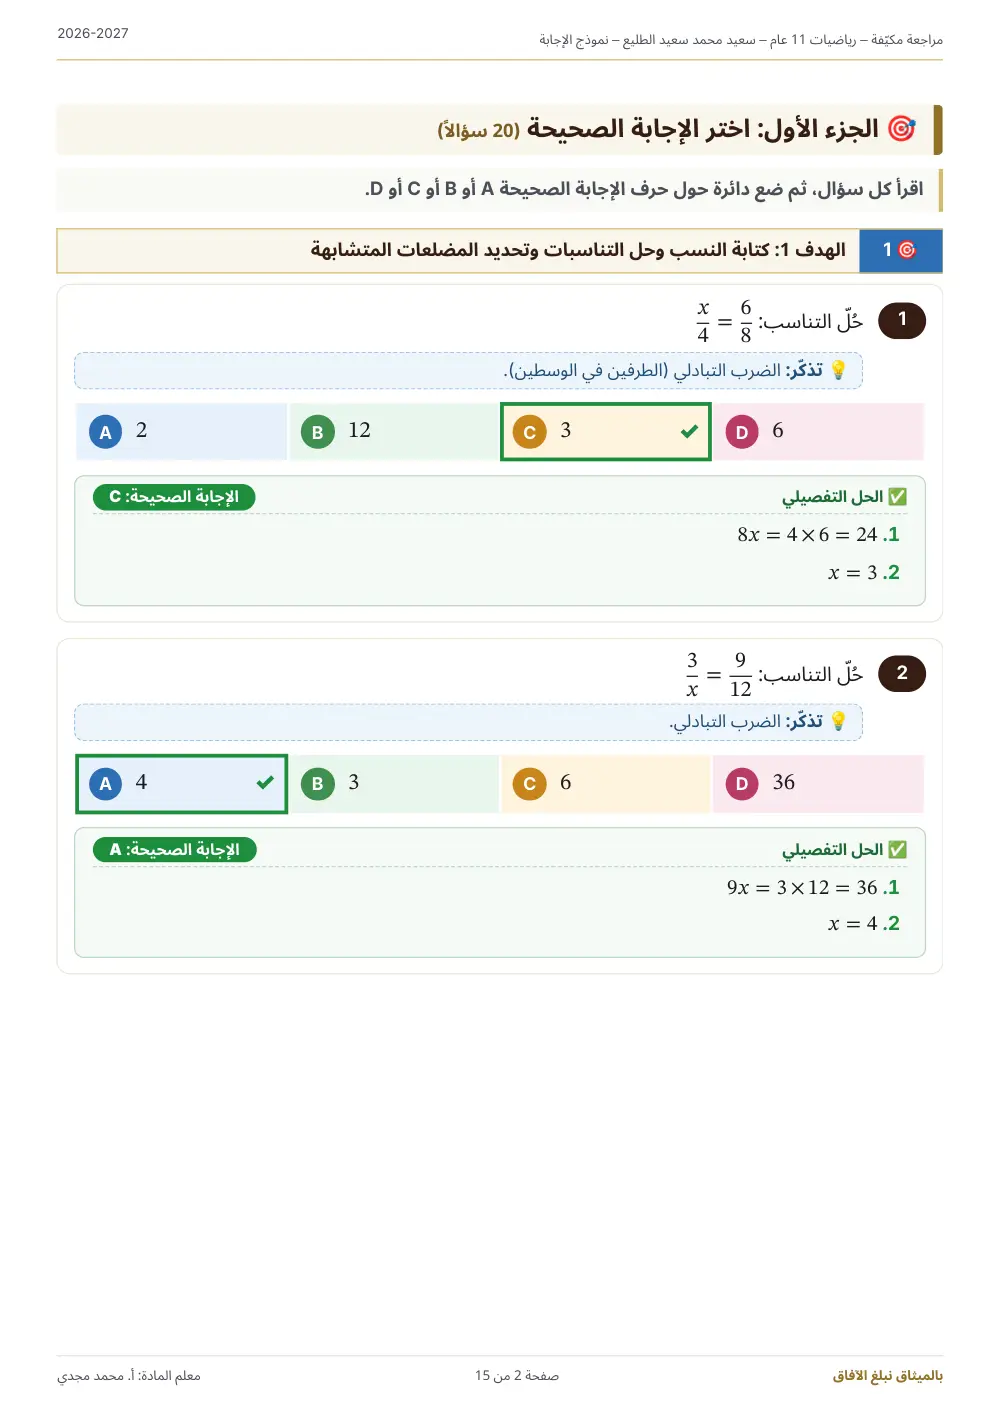 مراجعة مكيّفة – رياضيات 11 عام – سعيد محمد سعيد الطليع – نموذج الإجابة
2026-2027
🎯 الجزء الأول: اختر الإجابة الصحيحة (20 سؤالاً)
اقرأ كل سؤال، ثم ضع دائرة حول حرف الإجابة الصحيحة A أو B أو C أو D.
🎯 1 الهدف 1: كتابة النسب وحل التناسبات وتحديد المضلعات المتشابهة
1 حُلّ التناسب: x/4 = 6/8
💡 تذكّر: الضرب التبادلي (الطرفين في الوسطين).
A 2 B 12 C 3 ✔ D 6
✅ الحل التفصيلي الإجابة الصحيحة: C
1. 8x = 4×6 = 24
2. x = 3
2 حُلّ التناسب: 3/x = 9/12
💡 تذكّر: الضرب التبادلي.
A 4 ✔ B 3 C 6 D 36
✅ الحل التفصيلي الإجابة الصحيحة: A
1. 9x = 3×12 = 36
2. x = 4
بالميثاق نبلغ الآفاق صفحة 2 من 15 معلم المادة: أ. محمد مجدي